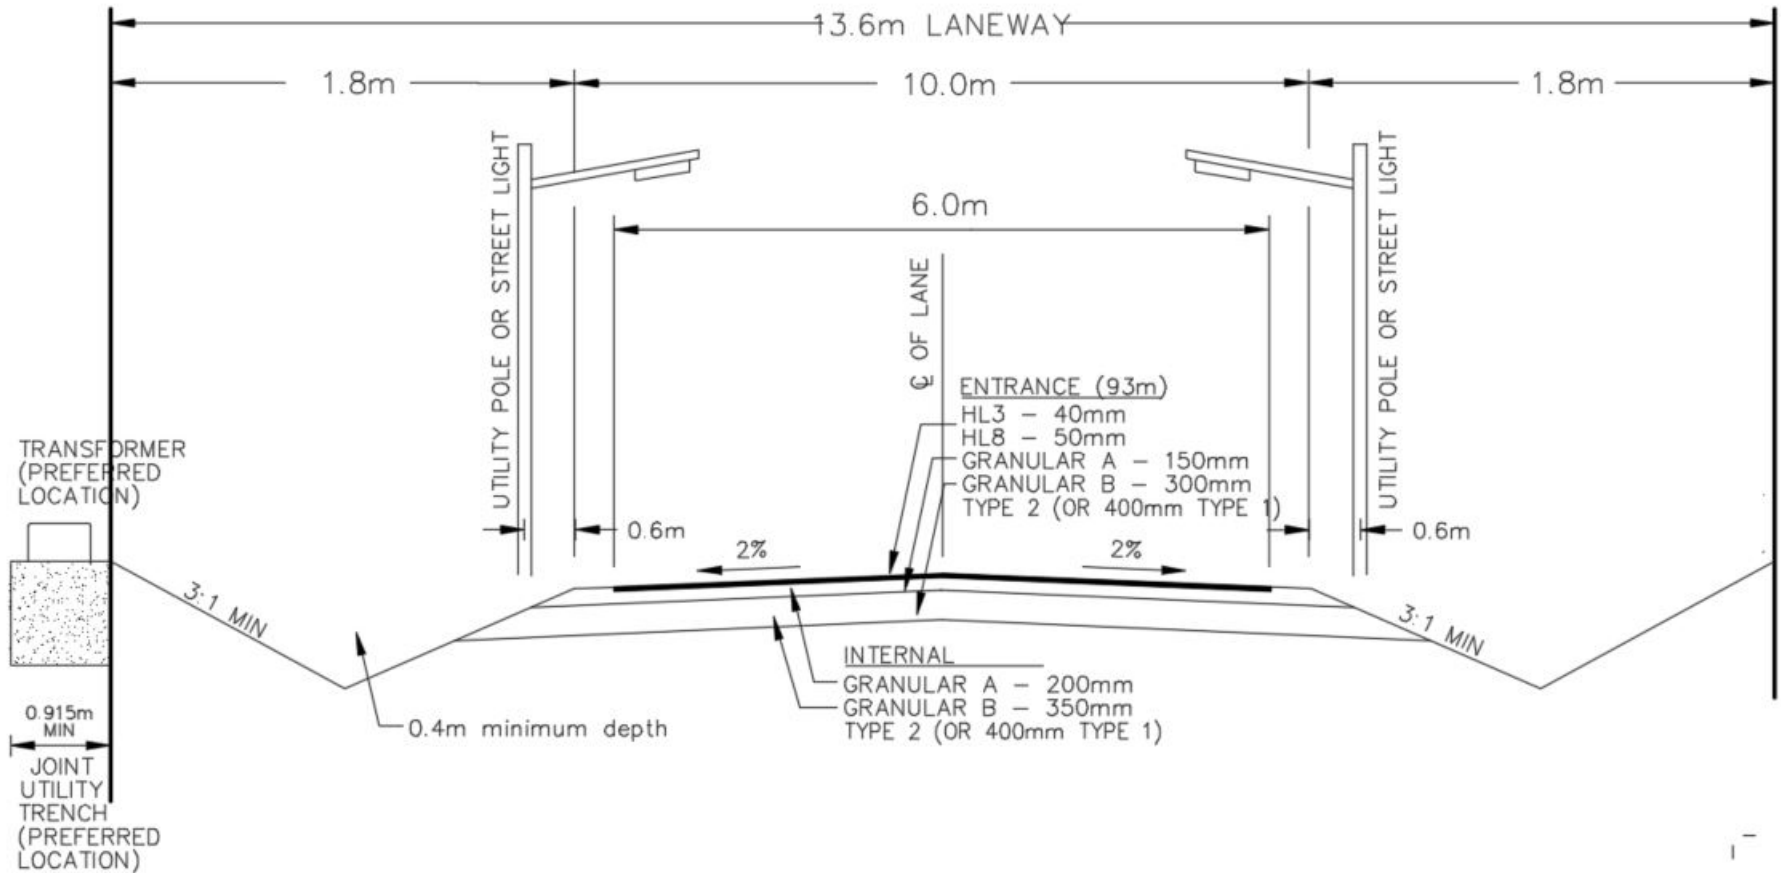 13.6m LANEWAY
1.8m
10.0m
1.8m
UTILITY POLE OR STREET LIGHT
UTILITY POLE OR STREET LIGHT
6.0m
℄ OF LANE
ENTRANCE (93m)
HL3 – 40mm
HL8 – 50mm
GRANULAR A – 150mm
GRANULAR B – 300mm
TYPE 2 (OR 400mm TYPE 1)
TRANSFORMER
(PREFERRED
LOCATION)
0.6m
0.6m
2%
2%
3:1 MIN
3:1 MIN
INTERNAL
GRANULAR A – 200mm
GRANULAR B – 350mm
TYPE 2 (OR 400mm TYPE 1)
0.4m minimum depth
0.915m
MIN
JOINT
UTILITY
TRENCH
(PREFERRED
LOCATION)